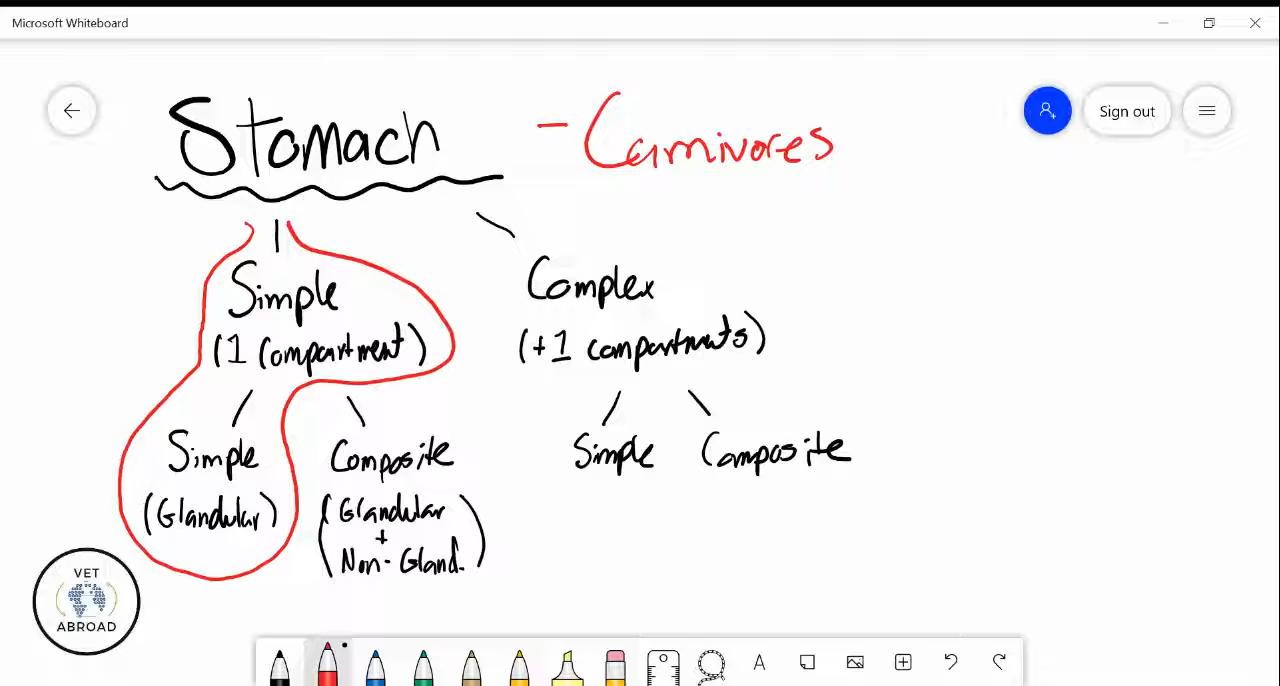 Microsoft Whiteboard
Stomach - Carnivores
Sign out
Simple
(1 Compartment)
Complex
(+1 compartments)
Simple
(Glandular)
Composite
(Glandular
+
Non-Gland.)
Simple
Composite
VET
ABROAD
A